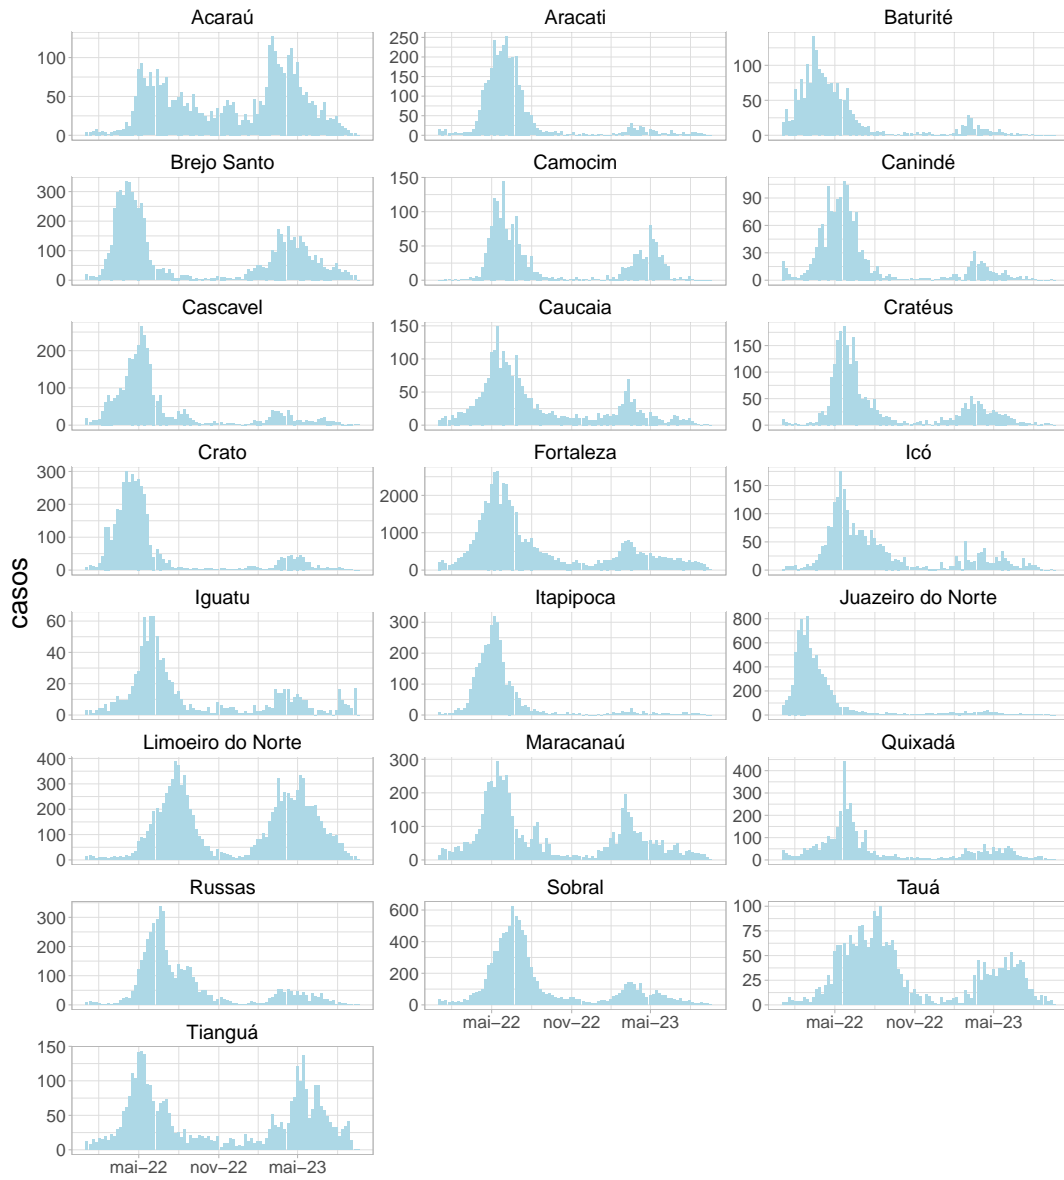 Acaraú
Aracati
Baturité
0
50
100
0
50
100
150
200
250
0
50
100
Brejo Santo
Camocim
Canindé
0
100
200
300
0
50
100
150
0
30
60
90
Cascavel
Caucaia
Cratéus
0
100
200
0
50
100
150
0
50
100
150
Crato
Fortaleza
Icó
0
100
200
300
0
1000
2000
0
50
100
150
casos
Iguatu
Itapipoca
Juazeiro do Norte
0
20
40
60
0
100
200
300
0
200
400
600
800
Limoeiro do Norte
Maracanaú
Quixadá
0
100
200
300
400
0
100
200
300
0
100
200
300
400
Russas
Sobral
Tauá
0
100
200
300
0
200
400
600
0
25
50
75
100
mai−22
nov−22
mai−23
mai−22
nov−22
mai−23
Tianguá
0
50
100
150
mai−22
nov−22
mai−23